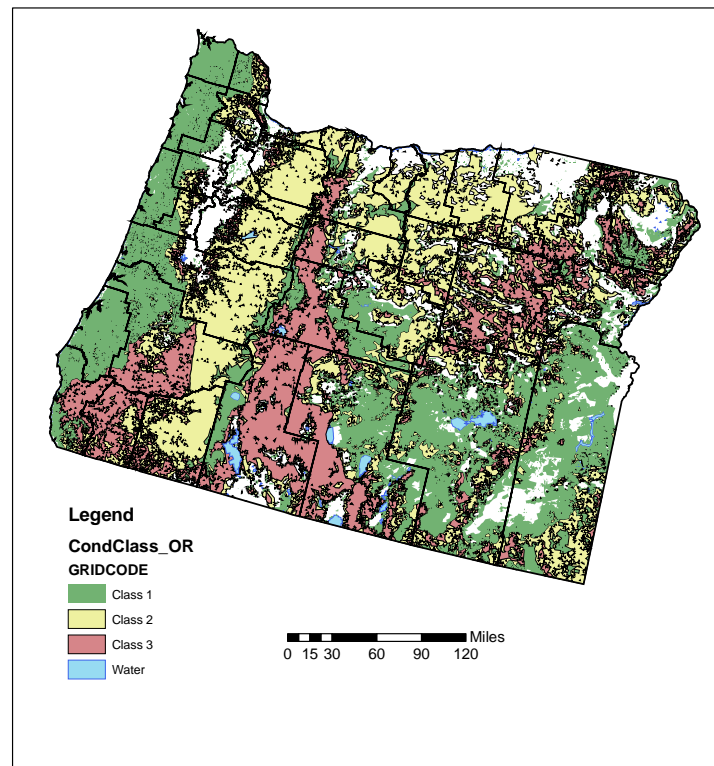 Legend
CondClass_OR
GRIDCODE
Class 1
Class 2
Class 3
Water
Miles
0 15 30 60 90 120